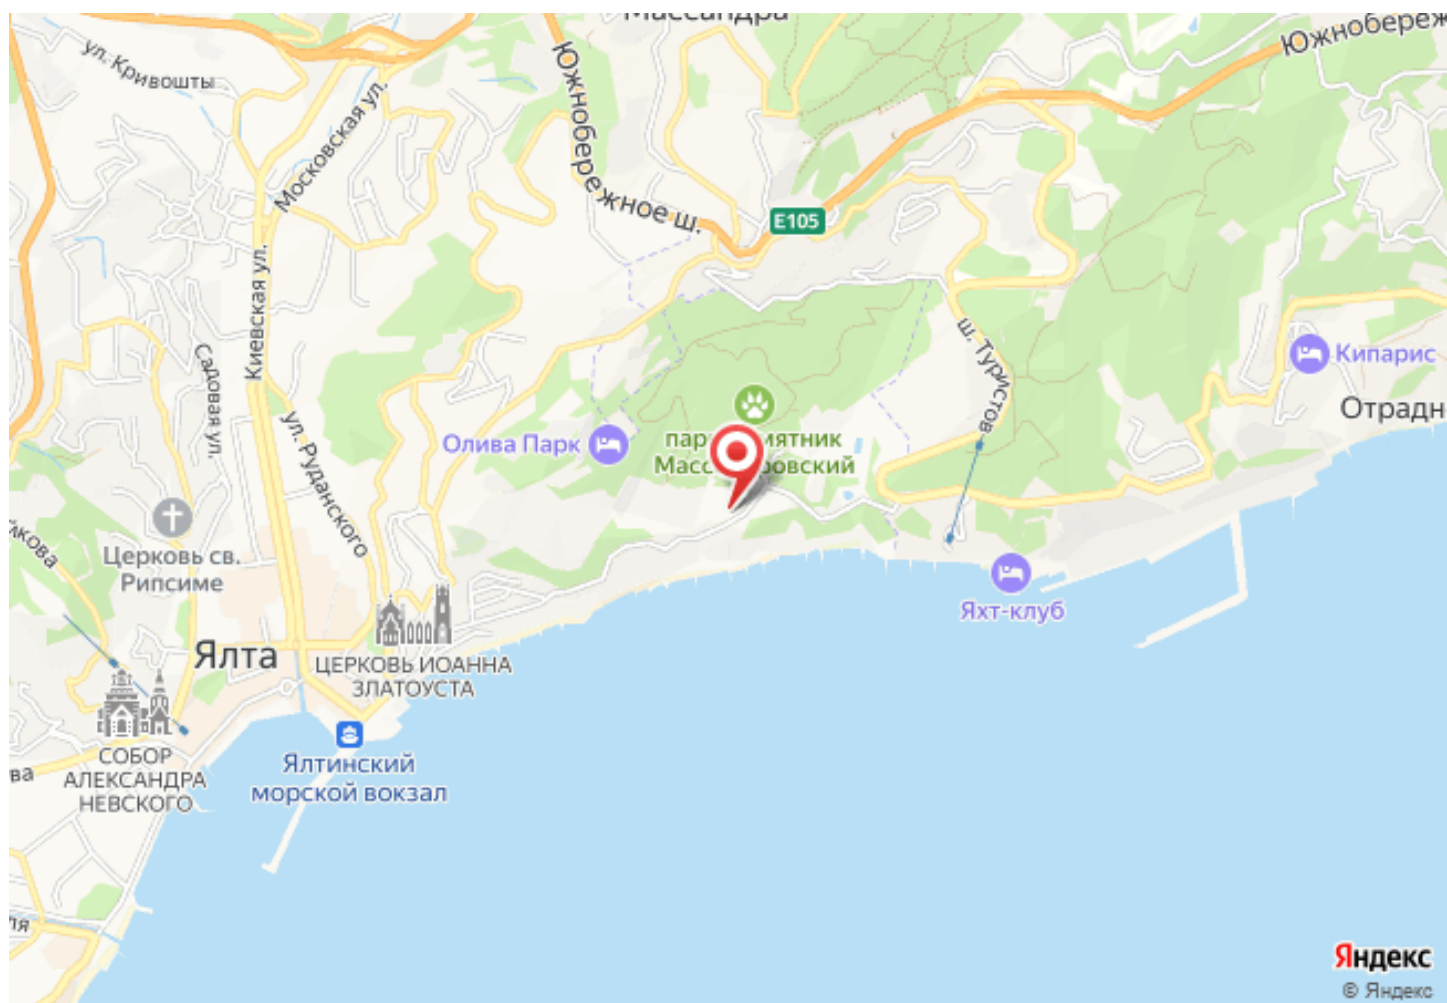 Массандра
Южнобережное ш.
Южнобереж
ул. Кривошты
Московская ул.
E105
Киевская ул.
Садовая ул.
ул. Руданского
ш. Туристов
Кипарис
Отрадн
Олива Парк
Церковь св.
Рипсиме
Яхт-клуб
Ялта
ЦЕРКОВЬ ИОАННА
ЗЛАТОУСТА
СОБОР
АЛЕКСАНДРА
НЕВСКОГО
Ялтинский
морской вокзал
Яндекс
© Яндекс